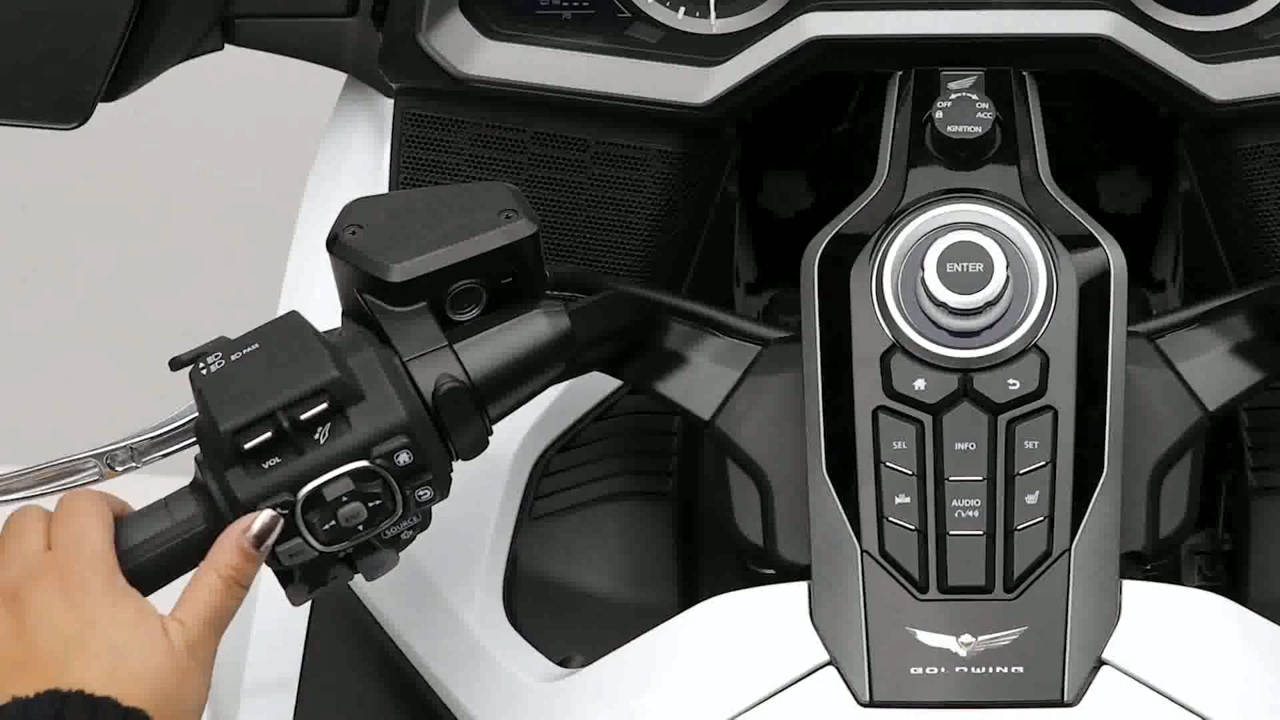 OFF ON
ACC
IGNITION
ENTER
PASS
VOL
SOURCE
SEL INFO SET
AUDIO
GOLDWING